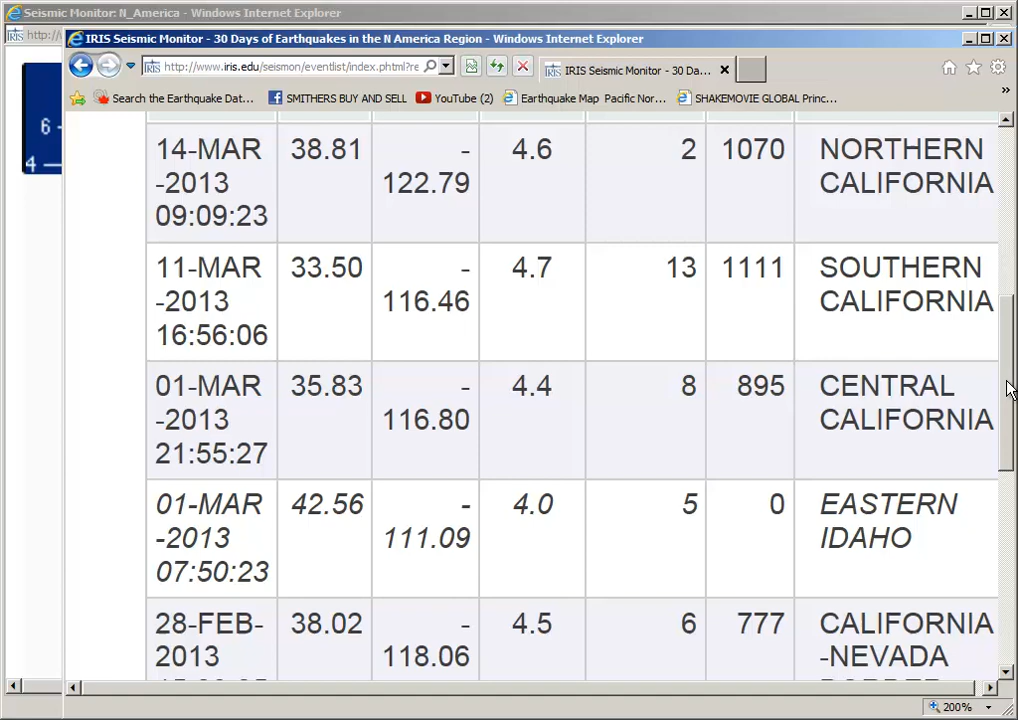 Seismic Monitor: N_America - Windows Internet Explorer
http://
IRIS Seismic Monitor - 30 Days of Earthquakes in the N America Region - Windows Internet Explorer
http://www.iris.edu/seismon/eventlist/index.phtml?re
IRIS Seismic Monitor - 30 Da...
Search the Earthquake Dat...
SMITHERS BUY AND SELL
YouTube (2)
Earthquake Map Pacific Nor...
SHAKEMOVIE GLOBAL Princ...
6 -
4 —
14-MAR 38.81 - 4.6 2 1070 NORTHERN
-2013 122.79 CALIFORNIA
09:09:23
11-MAR 33.50 - 4.7 13 1111 SOUTHERN
-2013 116.46 CALIFORNIA
16:56:06
01-MAR 35.83 - 4.4 8 895 CENTRAL
-2013 116.80 CALIFORNIA
21:55:27
01-MAR 42.56 - 4.0 5 0 EASTERN
-2013 111.09 IDAHO
07:50:23
28-FEB- 38.02 - 4.5 6 777 CALIFORNIA
2013 118.06 -NEVADA
200%